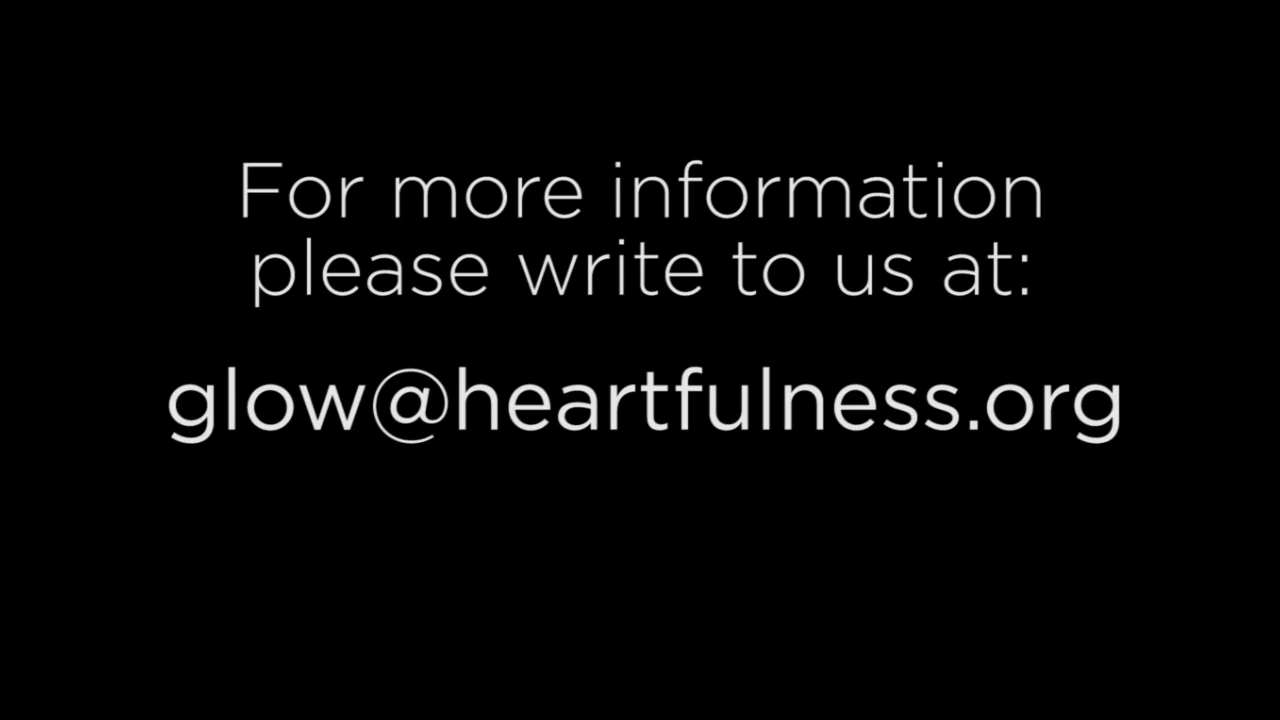 For more information
please write to us at:
glow@heartfulness.org